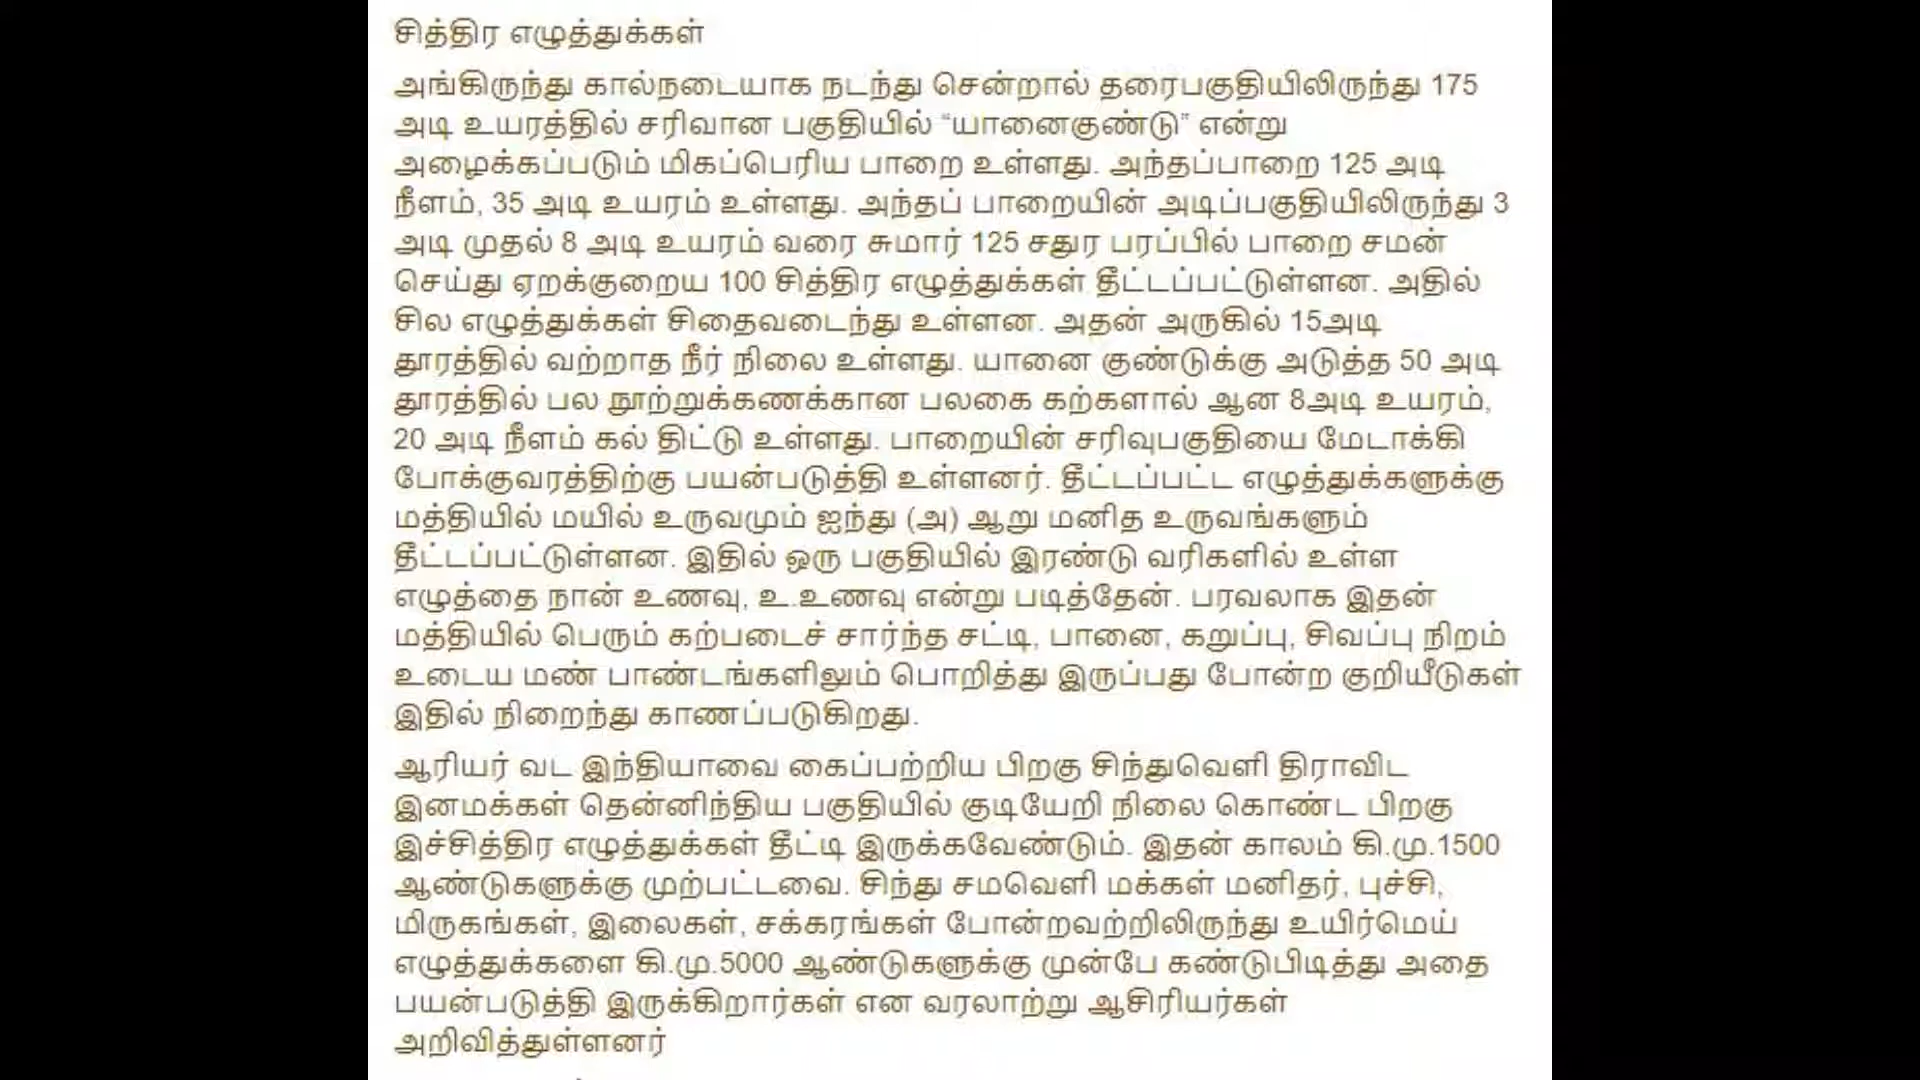 சித்திர எழுத்துக்கள்
அங்கிருந்து கால்நடையாக நடந்து சென்றால் தரைபகுதியிலிருந்து 175
அடி உயரத்தில் சரிவான பகுதியில் “யானைகுண்டு” என்று
அழைக்கப்படும் மிகப்பெரிய பாறை உள்ளது. அந்தப்பாறை 125 அடி
நீளம், 35 அடி உயரம் உள்ளது. அந்தப் பாறையின் அடிப்பகுதியிலிருந்து 3
அடி முதல் 8 அடி உயரம் வரை சுமார் 125 சதுர பரப்பில் பாறை சமன்
செய்து ஏறக்குறைய 100 சித்திர எழுத்துக்கள் தீட்டப்பட்டுள்ளன. அதில்
சில எழுத்துக்கள் சிதைவடைந்து உள்ளன. அதன் அருகில் 15அடி
தூரத்தில் வற்றாத நீர் நிலை உள்ளது. யானை குண்டுக்கு அடுத்த 50 அடி
தூரத்தில் பல நூற்றுக்கணக்கான பலகை கற்களால் ஆன 8அடி உயரம்,
20 அடி நீளம் கல் திட்டு உள்ளது. பாறையின் சரிவுபகுதியை மேடாக்கி
போக்குவரத்திற்கு பயன்படுத்தி உள்ளனர். தீட்டப்பட்ட எழுத்துக்களுக்கு
மத்தியில் மயில் உருவமும் ஐந்து (அ) ஆறு மனித உருவங்களும்
தீட்டப்பட்டுள்ளன. இதில் ஒரு பகுதியில் இரண்டு வரிகளில் உள்ள
எழுத்தை நான் உணவு, உ.உணவு என்று படித்தேன். பரவலாக இதன்
மத்தியில் பெரும் கற்படைச் சார்ந்த சட்டி, பானை, கறுப்பு, சிவப்பு நிறம்
உடைய மண் பாண்டங்களிலும் பொறித்து இருப்பது போன்ற குறியீடுகள்
இதில் நிறைந்து காணப்படுகிறது.
ஆரியர் வட இந்தியாவை கைப்பற்றிய பிறகு சிந்துவெளி திராவிட
இனமக்கள் தென்னிந்திய பகுதியில் குடியேறி நிலை கொண்ட பிறகு
இச்சித்திர எழுத்துக்கள் தீட்டி இருக்கவேண்டும். இதன் காலம் கி.மு.1500
ஆண்டுகளுக்கு முற்பட்டவை. சிந்து சமவெளி மக்கள் மனிதர், புச்சி,
மிருகங்கள், இலைகள், சக்கரங்கள் போன்றவற்றிலிருந்து உயிர்மெய்
எழுத்துக்களை கி.மு.5000 ஆண்டுகளுக்கு முன்பே கண்டுபிடித்து அதை
பயன்படுத்தி இருக்கிறார்கள் என வரலாற்று ஆசிரியர்கள்
அறிவித்துள்ளனர்